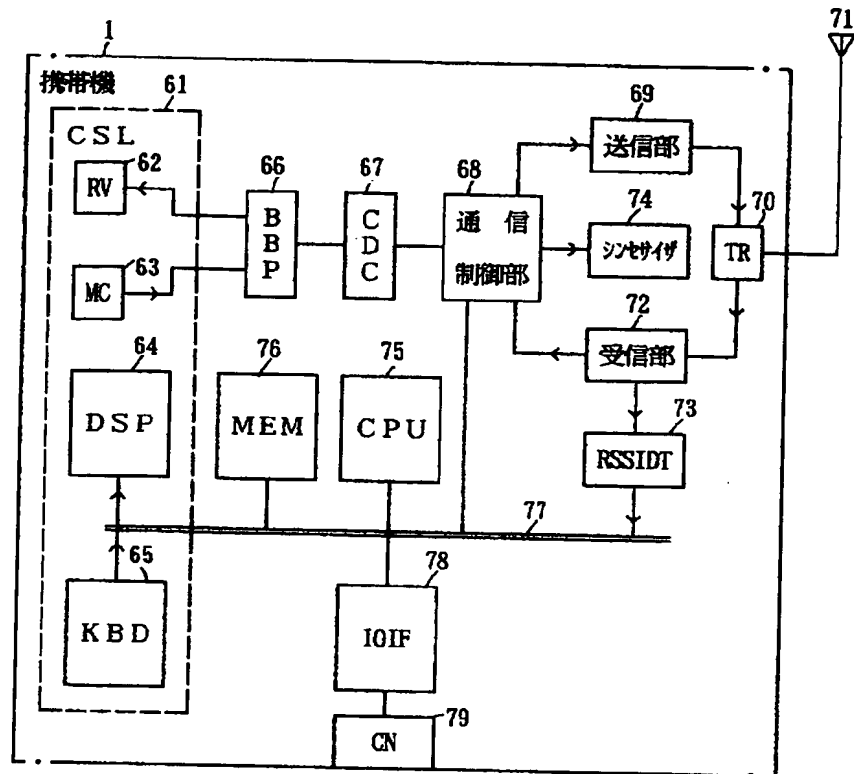 1
71
携帯機
61
CSL
62
RV
63
MC
64
DSP
65
KBD
66
BBP
67
CDC
68
通信
制御部
69
送信部
70
TR
74
シンセサイザ
72
受信部
73
RSSIDT
76
MEM
75
CPU
77
78
IOIF
79
CN